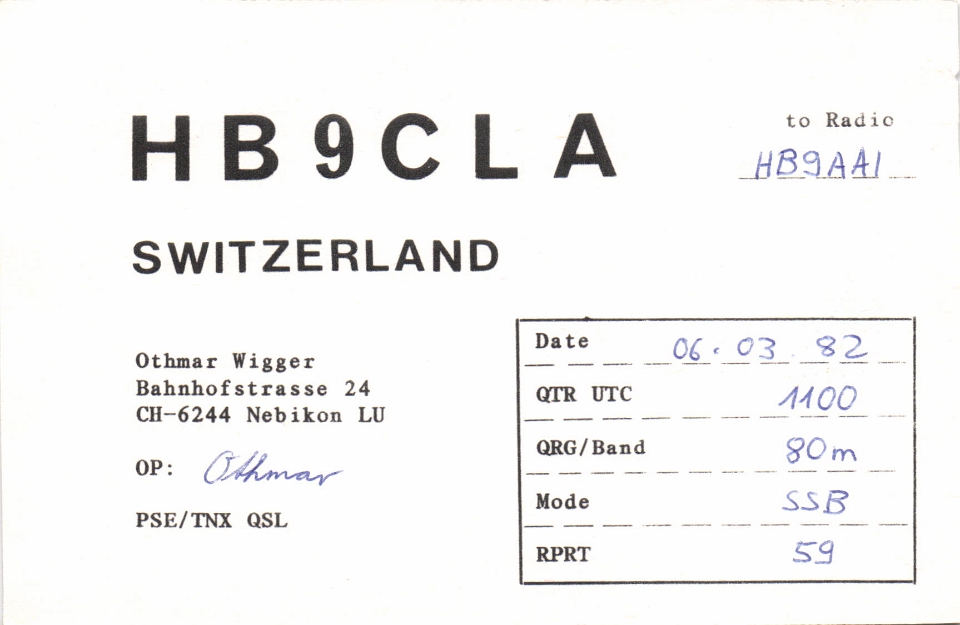 HB9CLA
to Radio
HB9AAI
SWITZERLAND
Othmar Wigger
Bahnhofstrasse 24
CH-6244 Nebikon LU
OP: Othmar
PSE/TNX QSL
Date 06.03.82
QTR UTC 1100
QRG/Band 80m
Mode SSB
RPRT 59